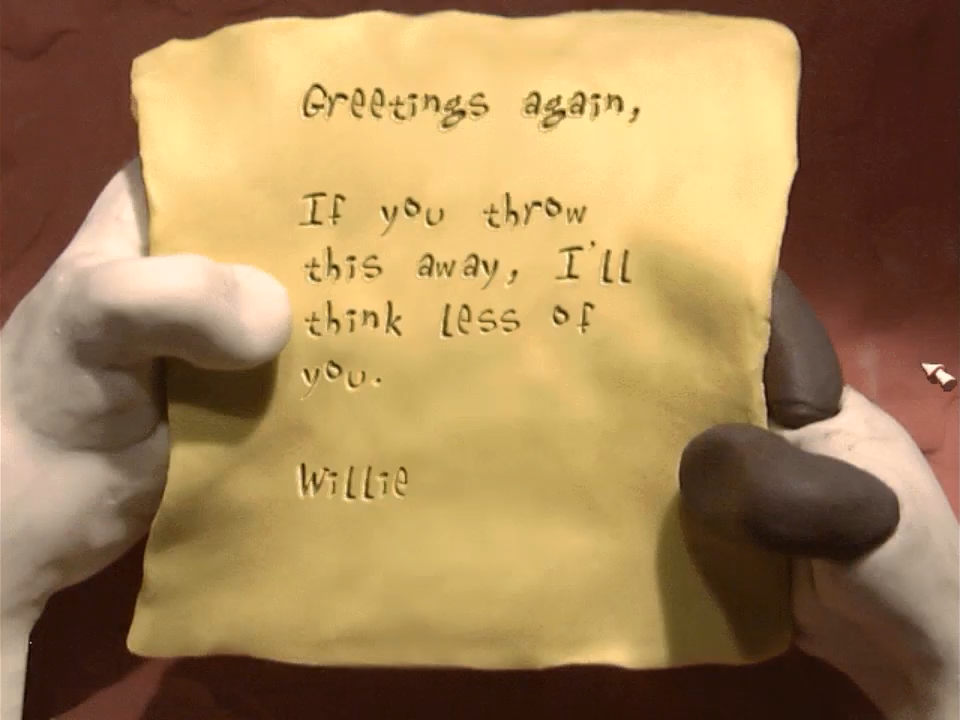 Greetings again,
If you throw
this away, I'll
think less of
you.
Willie